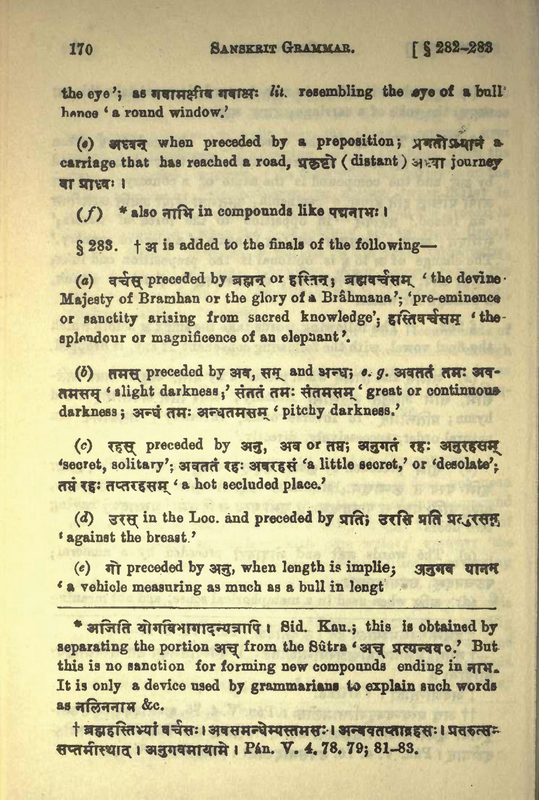 170 SANSKRIT GRAMMAR. [ § 282-283
the eye'; as गवामक्षीव गवाक्षः lit. resembling the eye of a bull
hence ‘ a round window.’
(e) अध्वन् when preceded by a preposition; प्रगतोऽध्वानं a
carriage that has reached a road, प्रकृष्टो ( distant ) अध्वा journey
वा प्राध्वः ।
(f) * also नाभि in compounds like पद्मनाभः ।
§ 283. † अ is added to the finals of the following—
(a) वर्चस् preceded by ब्रह्मन् or हस्तिन्; ब्रह्मवर्चसम् ‘ the devine
Majesty of Bramhan or the glory of a Brâhmana’; ‘pre-eminence
or sanctity arising from sacred knowledge’; हस्तिवर्चसम् ‘ the
splendour or magnificence of an elephant’.
(b) तमस् preceded by अव, सम् and अन्ध; e. g. अवततं तमः अव-
तमसम् ‘ slight darkness;’ संततं तमः संतमसम् ‘ great or continuous
darkness ; अन्धं तमः अन्धतमसम् ‘ pitchy darkness.’
(c) रहस् preceded by अनु, अव or तप्त; अनुगतं रहः अनुरहसम्
‘secret, solitary’; अवततं रहः अवरहसं ‘a little secret,’ or ‘desolate’;
तप्तं रहः तप्तरहसम् ‘ a hot secluded place.’
(d) उरस् in the Loc. and preceded by प्रति; उरसि प्रति प्रत्युरसम्
‘ against the breast.’
(e) गो preceded by अनु, when length is implie; अनुगव यानम
‘ a vehicle measuring as much as a bull in lengt
* अजिति योगविभागादन्यत्रापि । Sid. Kau.; this is obtained by
separating the portion अच् from the Sûtra ‘ अच् प्रत्यन्वय०.’ But
this is no sanction for forming new compounds ending in नाभ.
It is only a device used by grammarians to explain such words
as नलिननाभ &c.
† ब्रह्महस्तिभ्यां वर्चसः । अवसमन्धेभ्यस्तमसः । अन्ववतप्ताद्रहसः । प्रतेरुरसः
सप्तमीस्थात् । अनुगवमायामे । Pán. V. 4. 78. 79; 81-83.